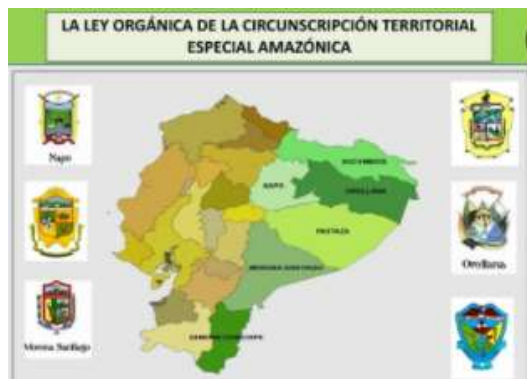 LA LEY ORGÁNICA DE LA CIRCUNSCRIPCIÓN TERRITORIAL
ESPECIAL AMAZÓNICA
Napo
SUCUMBIOS
NAPO
ORELLANA
PASTAZA
Orellana
MORONA SANTIAGO
Morona Santiago
ZAMORA CHINCHIPE